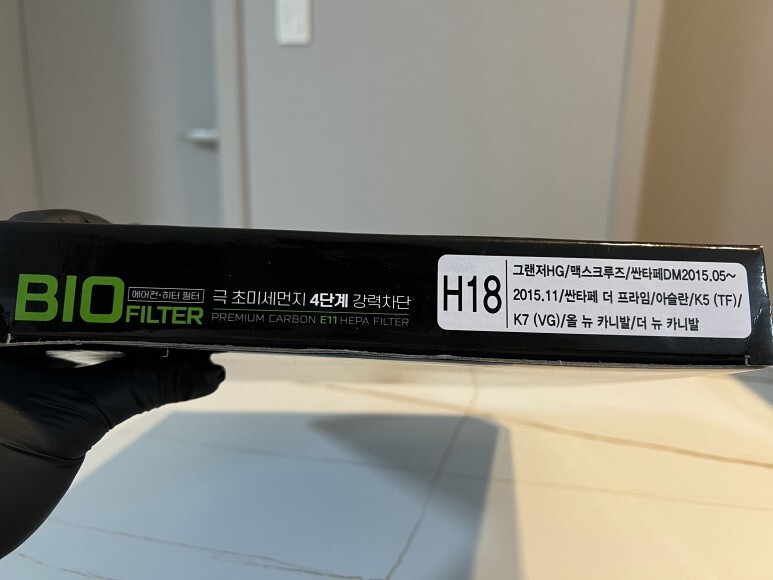 BIO FILTER
에어컨·히터 필터
극 초미세먼지 4단계 강력차단
PREMIUM CARBON E11 HEPA FILTER
H18
그랜저HG/맥스크루즈/싼타페DM2015.05~
2015.11/싼타페 더 프라임/아슬란/K5 (TF)/
K7 (VG)/올 뉴 카니발/더 뉴 카니발